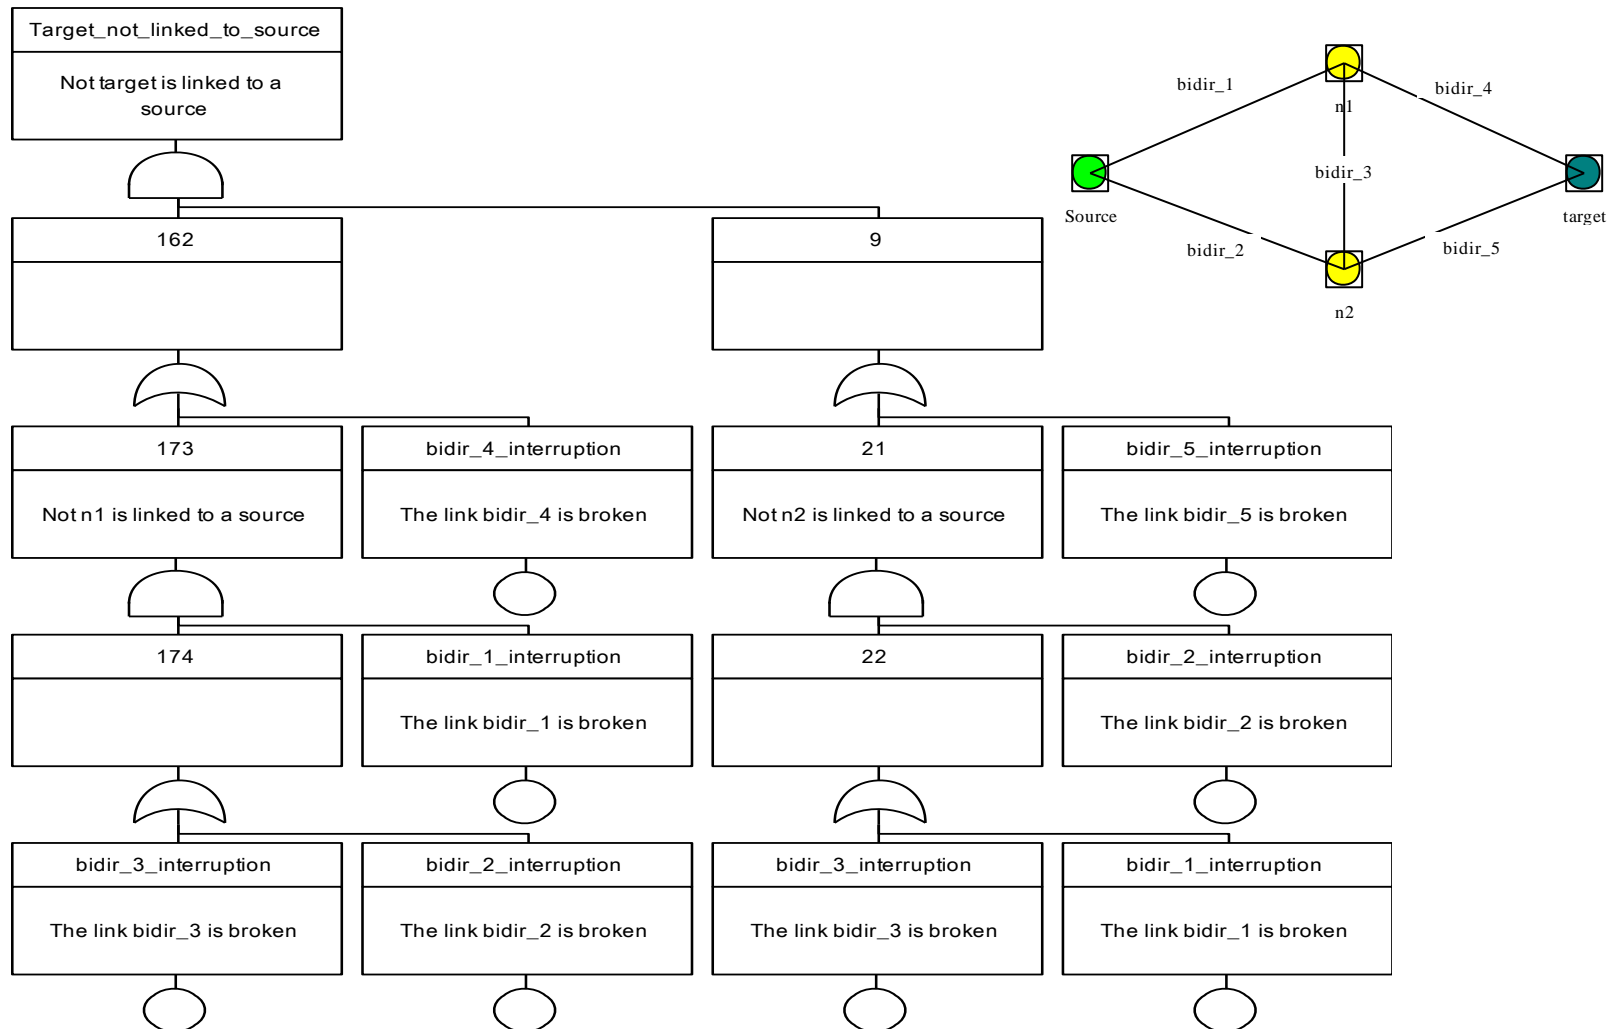 Target_not_linked_to_source
Not target is linked to a
source
bidir_1
bidir_4
n1
bidir_3
Source
target
bidir_2
bidir_5
n2
162
9
173
bidir_4_interruption
21
bidir_5_interruption
Not n1 is linked to a source
The link bidir_4 is broken
Not n2 is linked to a source
The link bidir_5 is broken
174
bidir_1_interruption
22
bidir_2_interruption
The link bidir_1 is broken
The link bidir_2 is broken
bidir_3_interruption
bidir_2_interruption
bidir_3_interruption
bidir_1_interruption
The link bidir_3 is broken
The link bidir_2 is broken
The link bidir_3 is broken
The link bidir_1 is broken